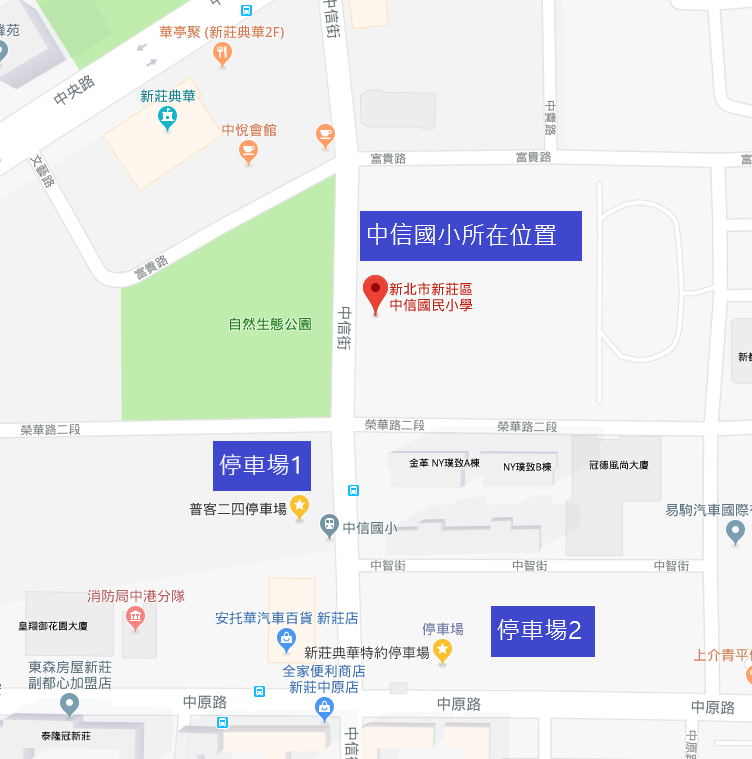 中信街
華亭聚 (新莊典華2F)
中央路
新莊典華
中悅會館
中寶路
文藝路
富貴路
富貴路
富
富貴路
中信國小所在位置
新北市新莊區
中信國民小學
自然生態公園
中信街
榮華路二段
榮華路二段
榮華路二段
停車場1
金革 NY璞致A棟
NY璞致B棟
冠德風尚大廈
普客二四停車場
中信國小
易駒汽車國際
中智街
中智街
中智街
消防局中港分隊
皇翔御花園大廈
安托華汽車百貨 新莊店
停車場
停車場2
新莊典華特約停車場
東森房屋新莊
副都心加盟店
全家便利商店
新莊中原店
上介青平
中原路
中原路
中原路
泰隆冠新莊
中信
中原路